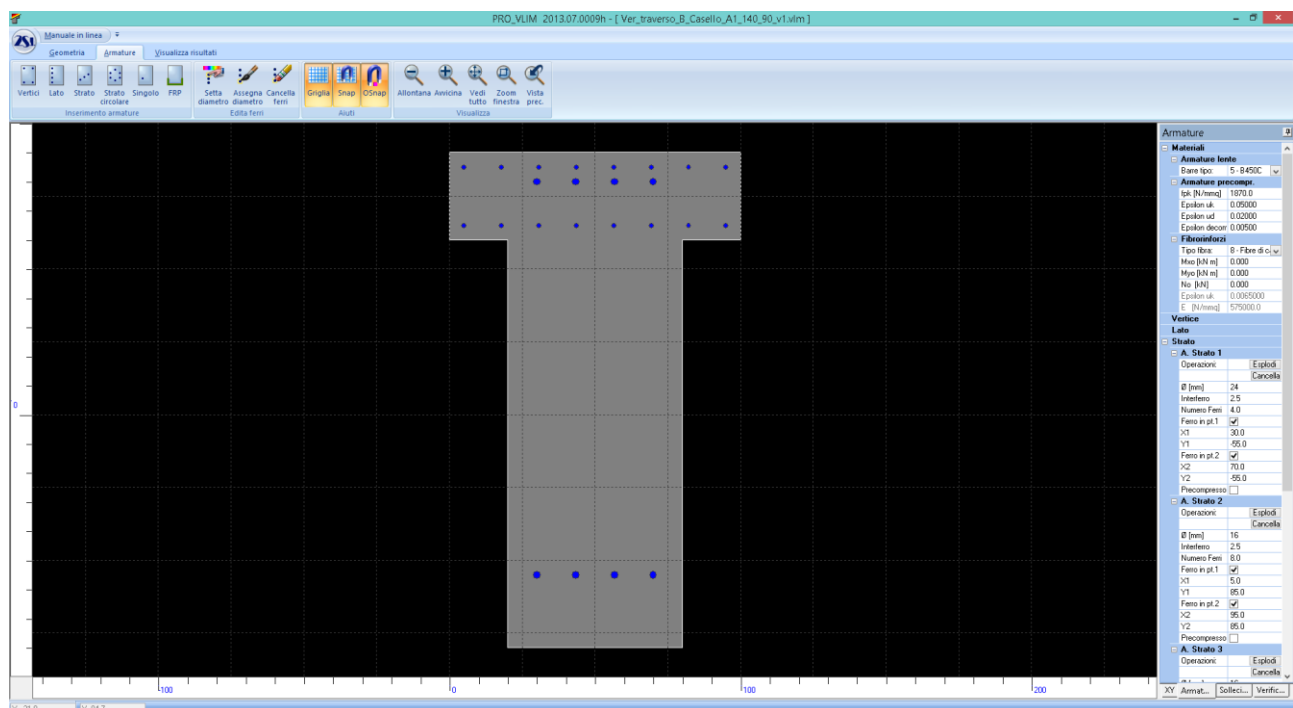 PRO_VLIM 2013.07.0009h - [ Ver_traverso_B_Casello_A1_140_90_v1.vlm ]
2SI Manuale in linea
Geometria Armature Visualizza risultati
Vertici Lato Strato Strato circolare Singolo FRP Setta diametro Assegna diametro Cancella ferri Griglia Snap OSnap Allontana Avvicina Vedi tutto Zoom finestra Vista prec.
Inserimento armature Edita ferri Aiuti Visualizza
Armature
Materiali
Armature lente
Barre tipo: 5 - B450C
Armature precompr.
fpk [N/mmq] 1870.0
Epsilon uk 0.05000
Epsilon ud 0.02000
Epsilon decom 0.00500
Fibrorinforzi
Tipo fibra: 8 - Fibre di c
Mxo [kN m] 0.000
Myo [kN m] 0.000
No [kN] 0.000
Epsilon uk 0.0065000
E [N/mmq] 575000.0
Vertice
Lato
Strato
A. Strato 1
Operazioni: Esplodi
Cancella
Ø [mm] 24
Interferro 2.5
Numero Ferri 4.0
Ferro in pt.1
X1 30.0
Y1 -55.0
Ferro in pt.2
X2 70.0
Y2 -55.0
Precompresso
A. Strato 2
Operazioni: Esplodi
Cancella
Ø [mm] 16
Interferro 2.5
Numero Ferri 8.0
Ferro in pt.1
X1 5.0
Y1 85.0
Ferro in pt.2
X2 95.0
Y2 85.0
Precompresso
A. Strato 3
Operazioni: Esplodi
Cancella
0
-100 0 100 200
XY Armat... Solleci... Verific...